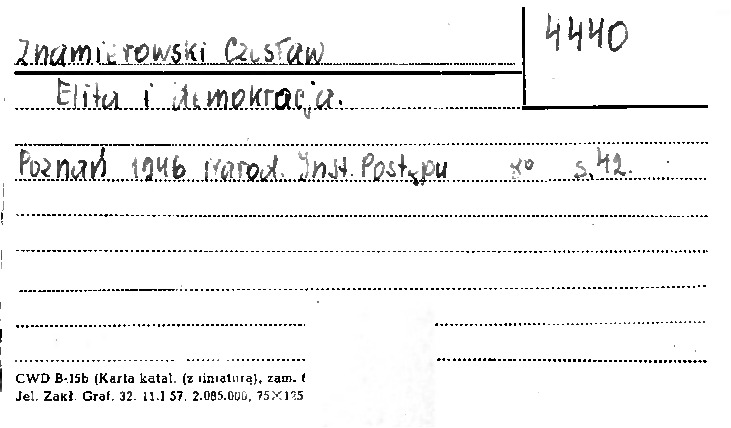 4440
Znamierowski Czesław
Elita i demokracja.
Poznań 1946 Narod. Inst. Postępu 8° s. 42.
CWD B-15b (Karta katal. (z liniaturą), zam. 6
Jel. Zakł. Graf. 32. 11.I 57. 2.085.000, 75×125